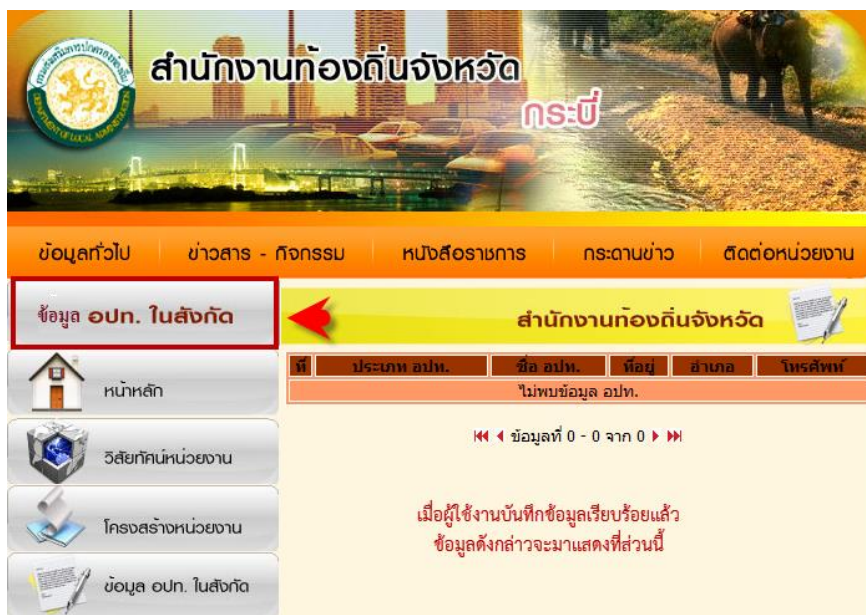 สำนักงานท้องถิ่นจังหวัด
กระบี่
ข้อมูลทั่วไป ข่าวสาร - กิจกรรม หนังสือราชการ กระดานข่าว ติดต่อหน่วยงาน
ข้อมูล อปท. ในสังกัด
สำนักงานท้องถิ่นจังหวัด
ที่ ประเภท อปท. ชื่อ อปท. ที่อยู่ อำเภอ โทรศัพท์
ไม่พบข้อมูล อปท.
ข้อมูลที่ 0 - 0 จาก 0
หน้าหลัก
วิสัยทัศน์หน่วยงาน
โครงสร้างหน่วยงาน
ข้อมูล อปท. ในสังกัด
เมื่อผู้ใช้งานบันทึกข้อมูลเรียบร้อยแล้ว
ข้อมูลดังกล่าวจะมาแสดงที่ส่วนนี้